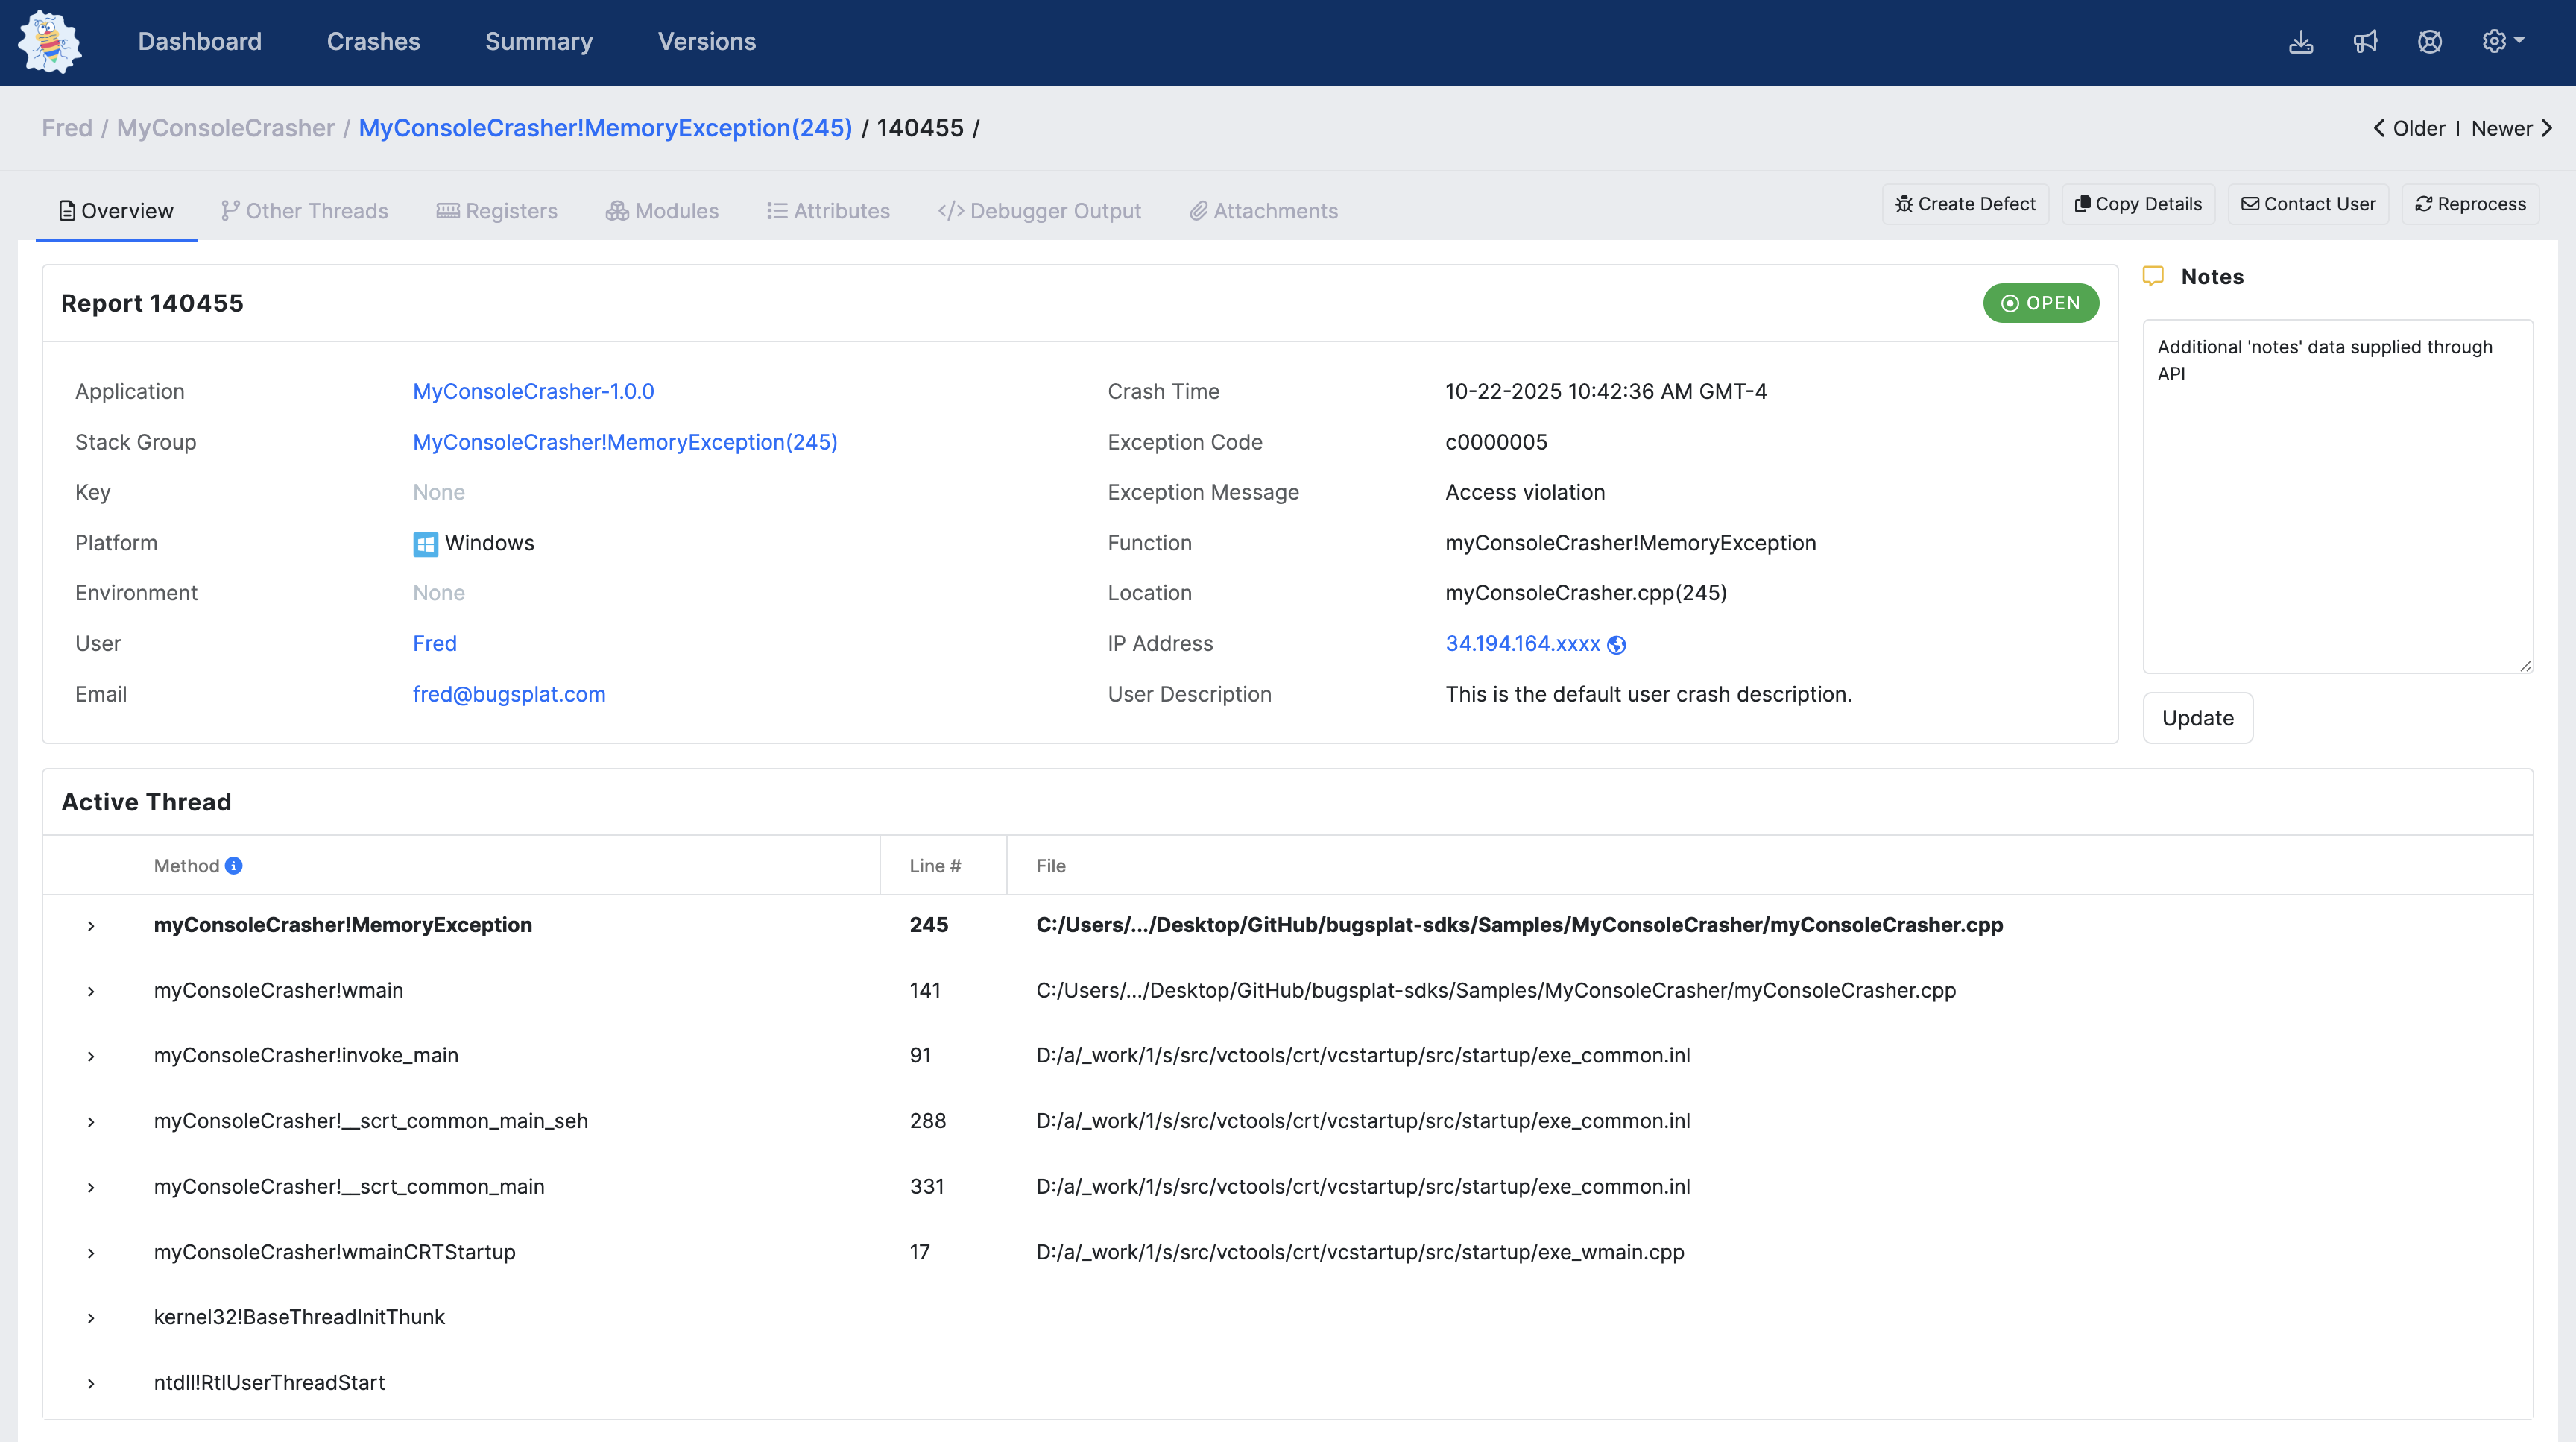 Dashboard Crashes Summary Versions
Fred / MyConsoleCrasher / MyConsoleCrasher!MemoryException(245) / 140455 /
Older | Newer
Overview Other Threads Registers Modules Attributes </> Debugger Output Attachments
Create Defect Copy Details Contact User Reprocess
Report 140455 OPEN
Application MyConsoleCrasher-1.0.0
Stack Group MyConsoleCrasher!MemoryException(245)
Key None
Platform Windows
Environment None
User Fred
Email fred@bugsplat.com
Crash Time 10-22-2025 10:42:36 AM GMT-4
Exception Code c0000005
Exception Message Access violation
Function myConsoleCrasher!MemoryException
Location myConsoleCrasher.cpp(245)
IP Address 34.194.164.xxxx
User Description This is the default user crash description.
Notes
Additional 'notes' data supplied through
API
Update
Active Thread
Method Line # File
myConsoleCrasher!MemoryException 245 C:/Users/.../Desktop/GitHub/bugsplat-sdks/Samples/MyConsoleCrasher/myConsoleCrasher.cpp
myConsoleCrasher!wmain 141 C:/Users/.../Desktop/GitHub/bugsplat-sdks/Samples/MyConsoleCrasher/myConsoleCrasher.cpp
myConsoleCrasher!invoke_main 91 D:/a/_work/1/s/src/vctools/crt/vcstartup/src/startup/exe_common.inl
myConsoleCrasher!__scrt_common_main_seh 288 D:/a/_work/1/s/src/vctools/crt/vcstartup/src/startup/exe_common.inl
myConsoleCrasher!__scrt_common_main 331 D:/a/_work/1/s/src/vctools/crt/vcstartup/src/startup/exe_common.inl
myConsoleCrasher!wmainCRTStartup 17 D:/a/_work/1/s/src/vctools/crt/vcstartup/src/startup/exe_wmain.cpp
kernel32!BaseThreadInitThunk
ntdll!RtlUserThreadStart